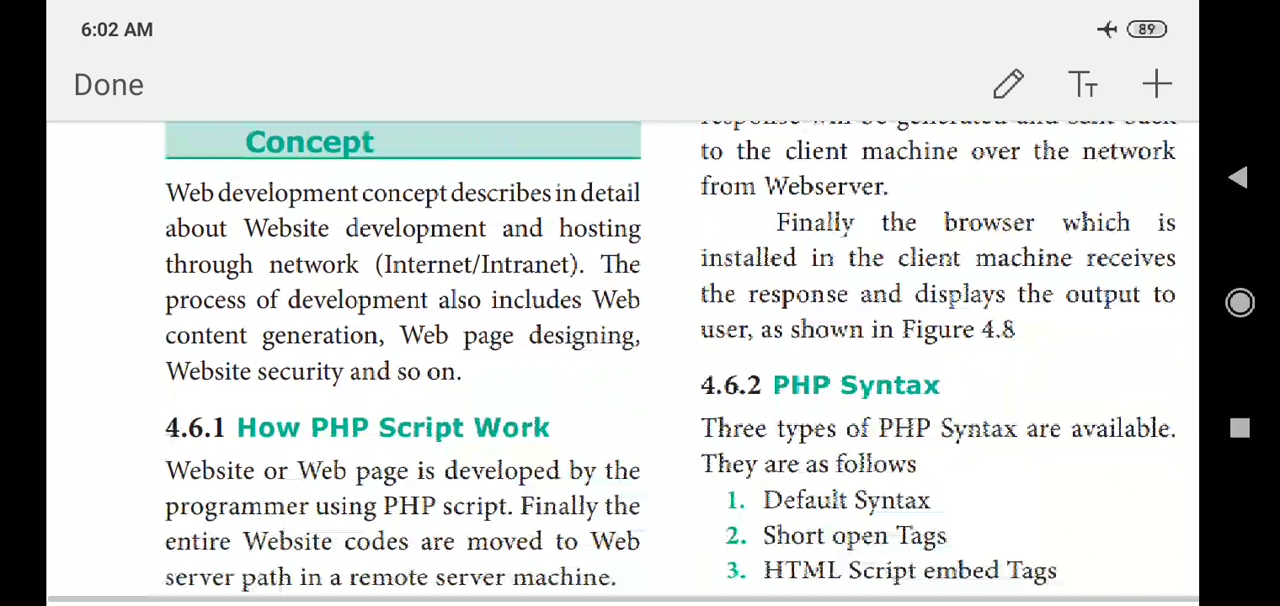 6:02 AM
89
Done
Concept
Web development concept describes in detail
about Website development and hosting
through network (Internet/Intranet). The
process of development also includes Web
content generation, Web page designing,
Website security and so on.
4.6.1 How PHP Script Work
Website or Web page is developed by the
programmer using PHP script. Finally the
entire Website codes are moved to Web
server path in a remote server machine.
response will be generated and sent back
to the client machine over the network
from Webserver.
Finally the browser which is
installed in the client machine receives
the response and displays the output to
user, as shown in Figure 4.8
4.6.2 PHP Syntax
Three types of PHP Syntax are available.
They are as follows
1. Default Syntax
2. Short open Tags
3. HTML Script embed Tags